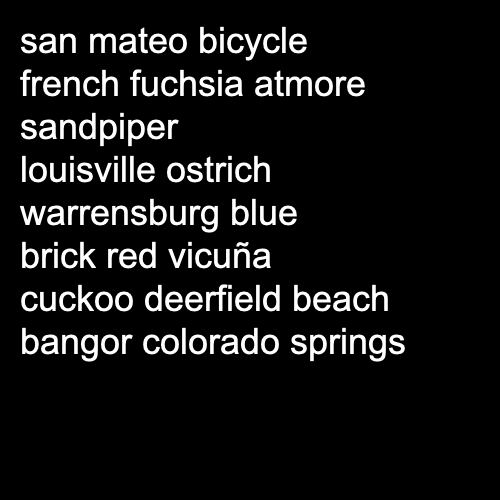 san mateo bicycle
french fuchsia atmore
sandpiper
louisville ostrich
warrensburg blue
brick red vicuña
cuckoo deerfield beach
bangor colorado springs